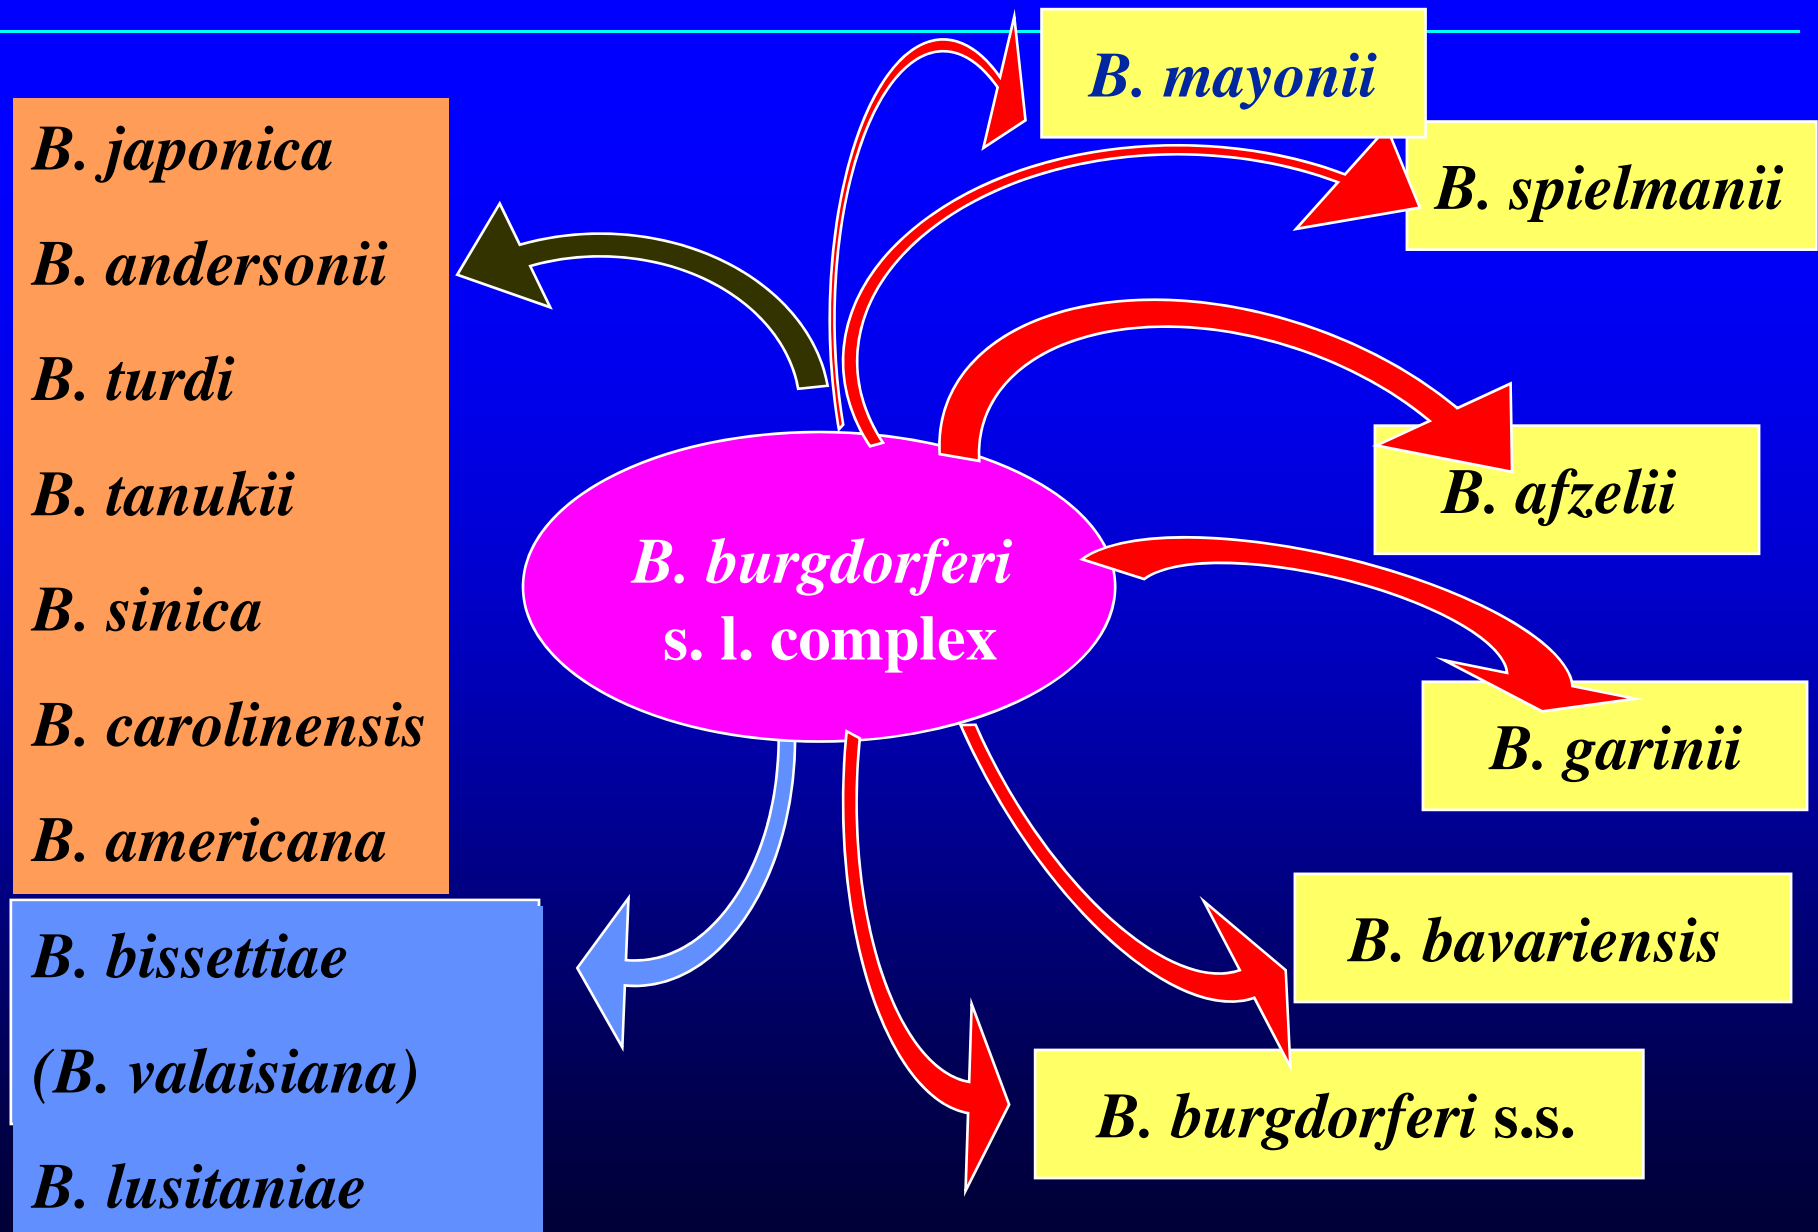 B. mayonii
B. spielmanii
B. japonica
B. andersonii
B. turdi
B. tanukii
B. sinica
B. carolinensis
B. americana
B. bissettiae
(B. valaisiana)
B. lusitaniae
B. burgdorferi
s. l. complex
B. afzelii
B. garinii
B. bavariensis
B. burgdorferi s.s.